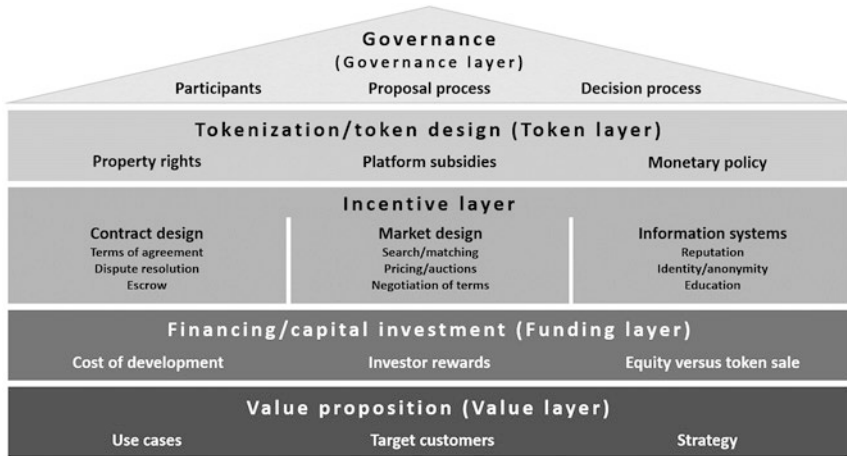 Governance
(Governance layer)
Participants Proposal process Decision process
Tokenization/token design (Token layer)
Property rights Platform subsidies Monetary policy
Incentive layer
Contract design Market design Information systems
Terms of agreement Search/matching Reputation
Dispute resolution Pricing/auctions Identity/anonymity
Escrow Negotiation of terms Education
Financing/capital investment (Funding layer)
Cost of development Investor rewards Equity versus token sale
Value proposition (Value layer)
Use cases Target customers Strategy